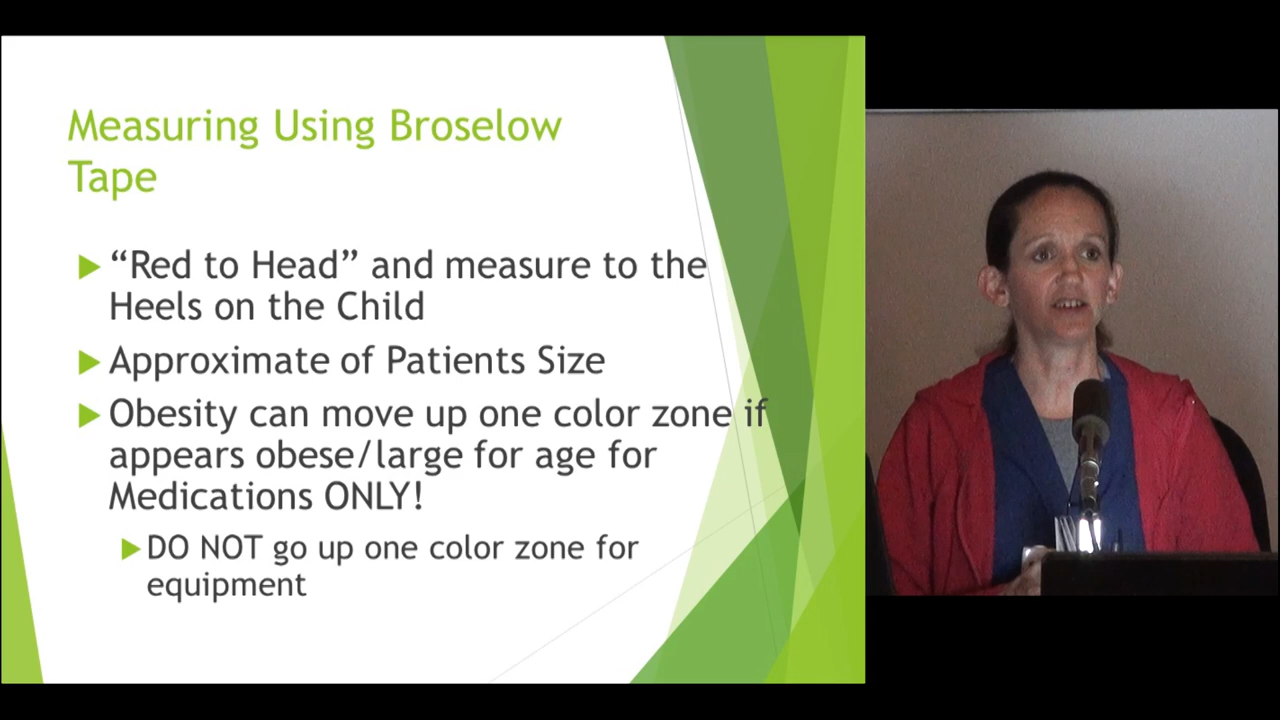 Measuring Using Broselow
Tape
“Red to Head” and measure to the
Heels on the Child
Approximate of Patients Size
Obesity can move up one color zone if
appears obese/large for age for
Medications ONLY!
DO NOT go up one color zone for
equipment